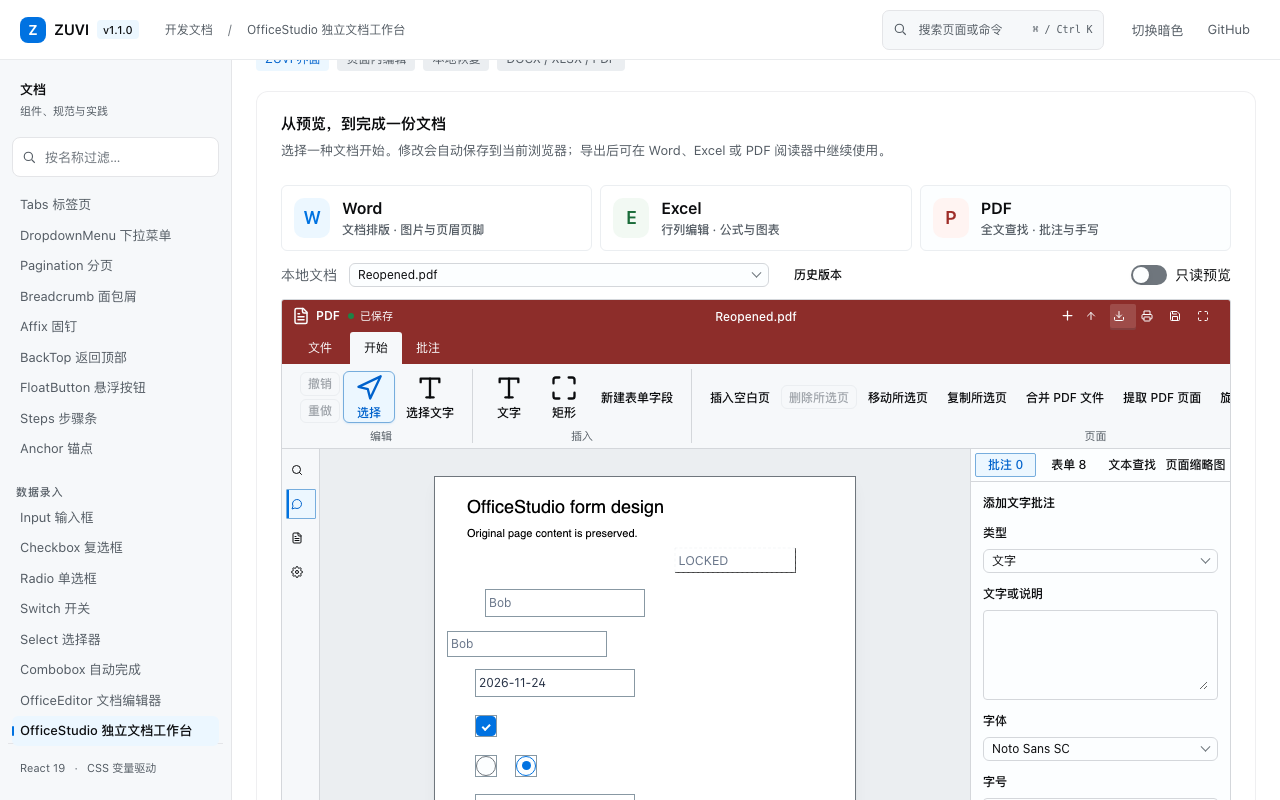 Z ZUVI v1.1.0 开发文档 / OfficeStudio 独立文档工作台 搜索页面或命令 ⌘ / Ctrl K 切换暗色 GitHub
ZUVI 界面 页面内编辑 本地恢复 DOCX / XLSX / PDF
文档
组件、规范与实践
按名称过滤...
Tabs 标签页
DropdownMenu 下拉菜单
Pagination 分页
Breadcrumb 面包屑
Affix 固钉
BackTop 返回顶部
FloatButton 悬浮按钮
Steps 步骤条
Anchor 锚点
数据录入
Input 输入框
Checkbox 复选框
Radio 单选框
Switch 开关
Select 选择器
Combobox 自动完成
OfficeEditor 文档编辑器
OfficeStudio 独立文档工作台
React 19 · CSS 变量驱动
从预览，到完成一份文档
选择一种文档开始。修改会自动保存到当前浏览器；导出后可在 Word、Excel 或 PDF 阅读器中继续使用。
W Word
文档排版 · 图片与页眉页脚
E Excel
行列编辑 · 公式与图表
P PDF
全文查找 · 批注与手写
本地文档 Reopened.pdf 历史版本 只读预览
PDF 已保存 Reopened.pdf
文件 开始 批注
撤销
重做
选择
选择文字
编辑
文字
矩形
新建表单字段
插入
插入空白页 删除所选页 移动所选页 复制所选页 合并 PDF 文件 提取 PDF 页面 旋
页面
OfficeStudio form design
Original page content is preserved.
LOCKED
Bob
Bob
2026-11-24
批注 0 表单 8 文本查找 页面缩略图
添加文字批注
类型
文字
文字或说明
字体
Noto Sans SC
字号